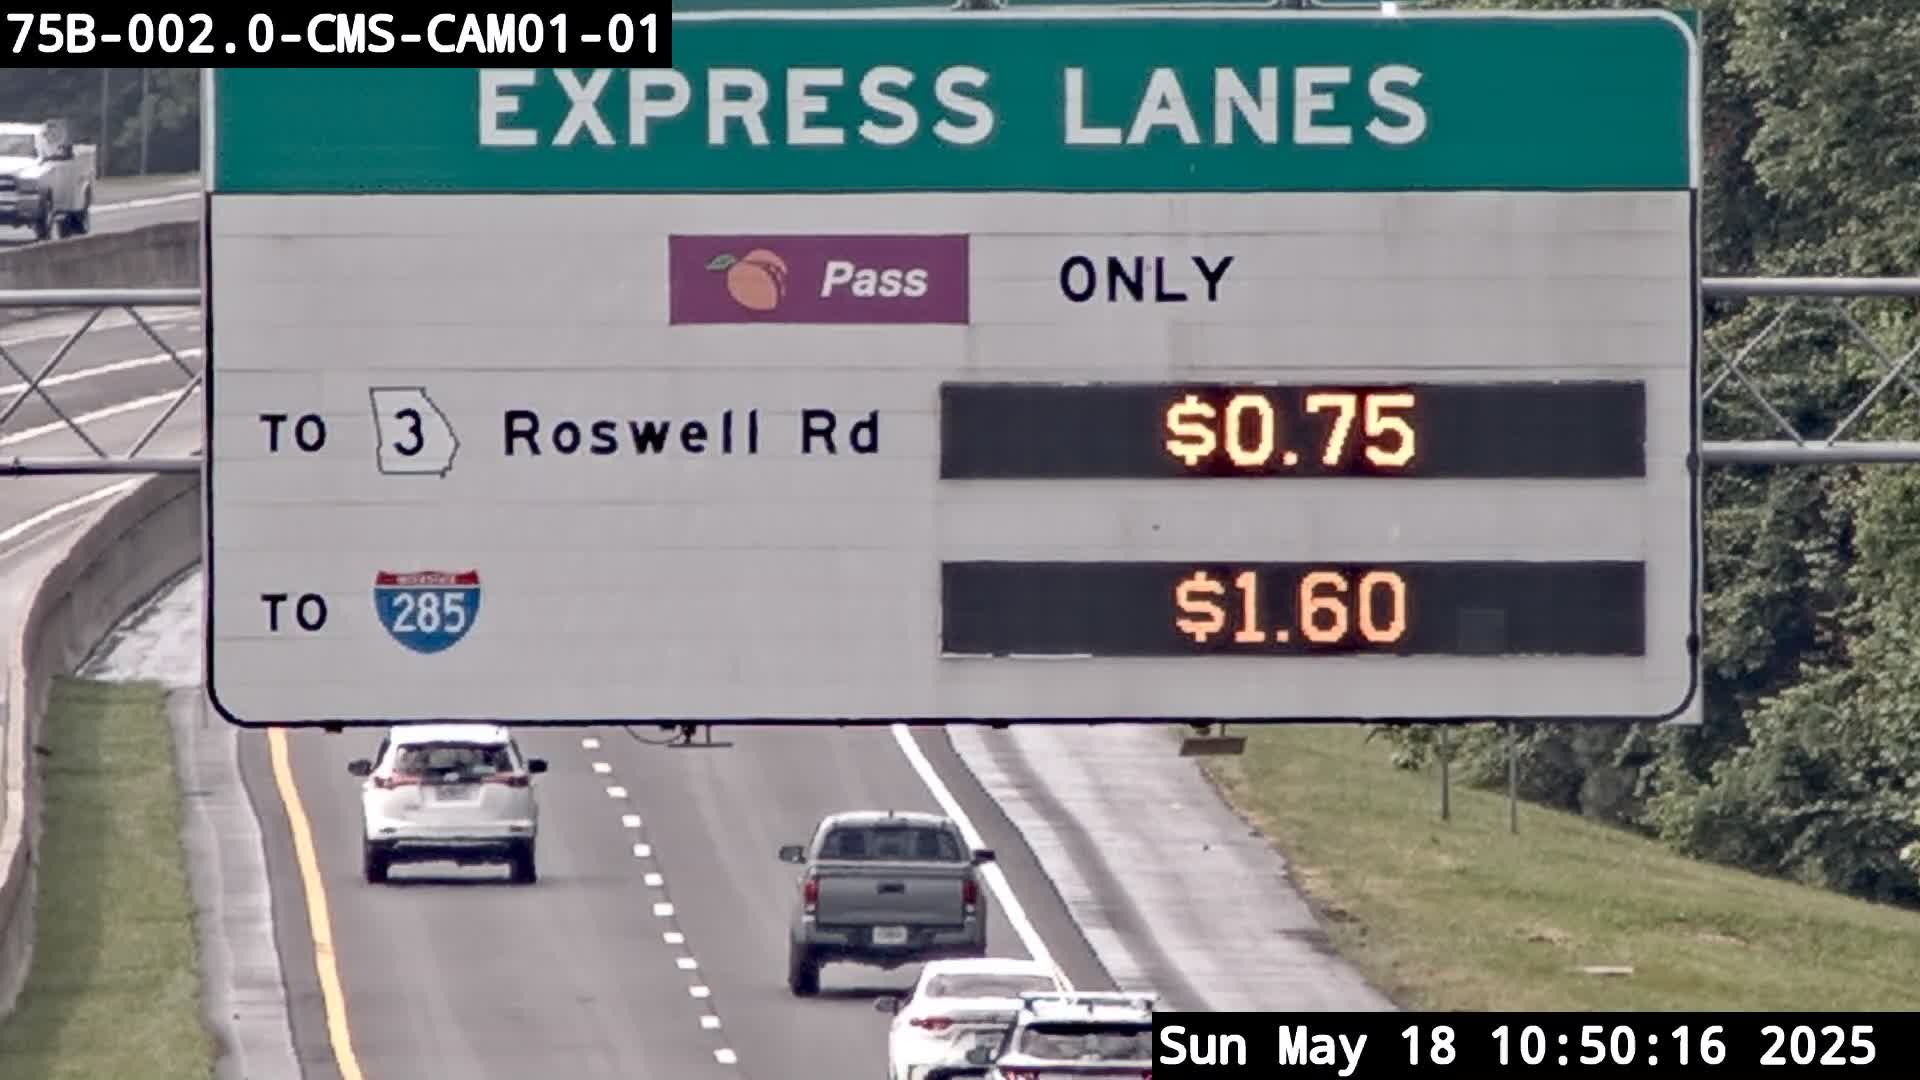 75B-002.0-CMS-CAM01-01
EXPRESS LANES
Pass ONLY
TO 3 Roswell Rd $0.75
INTERSTATE
TO 285 $1.60
Sun May 18 10:50:16 2025